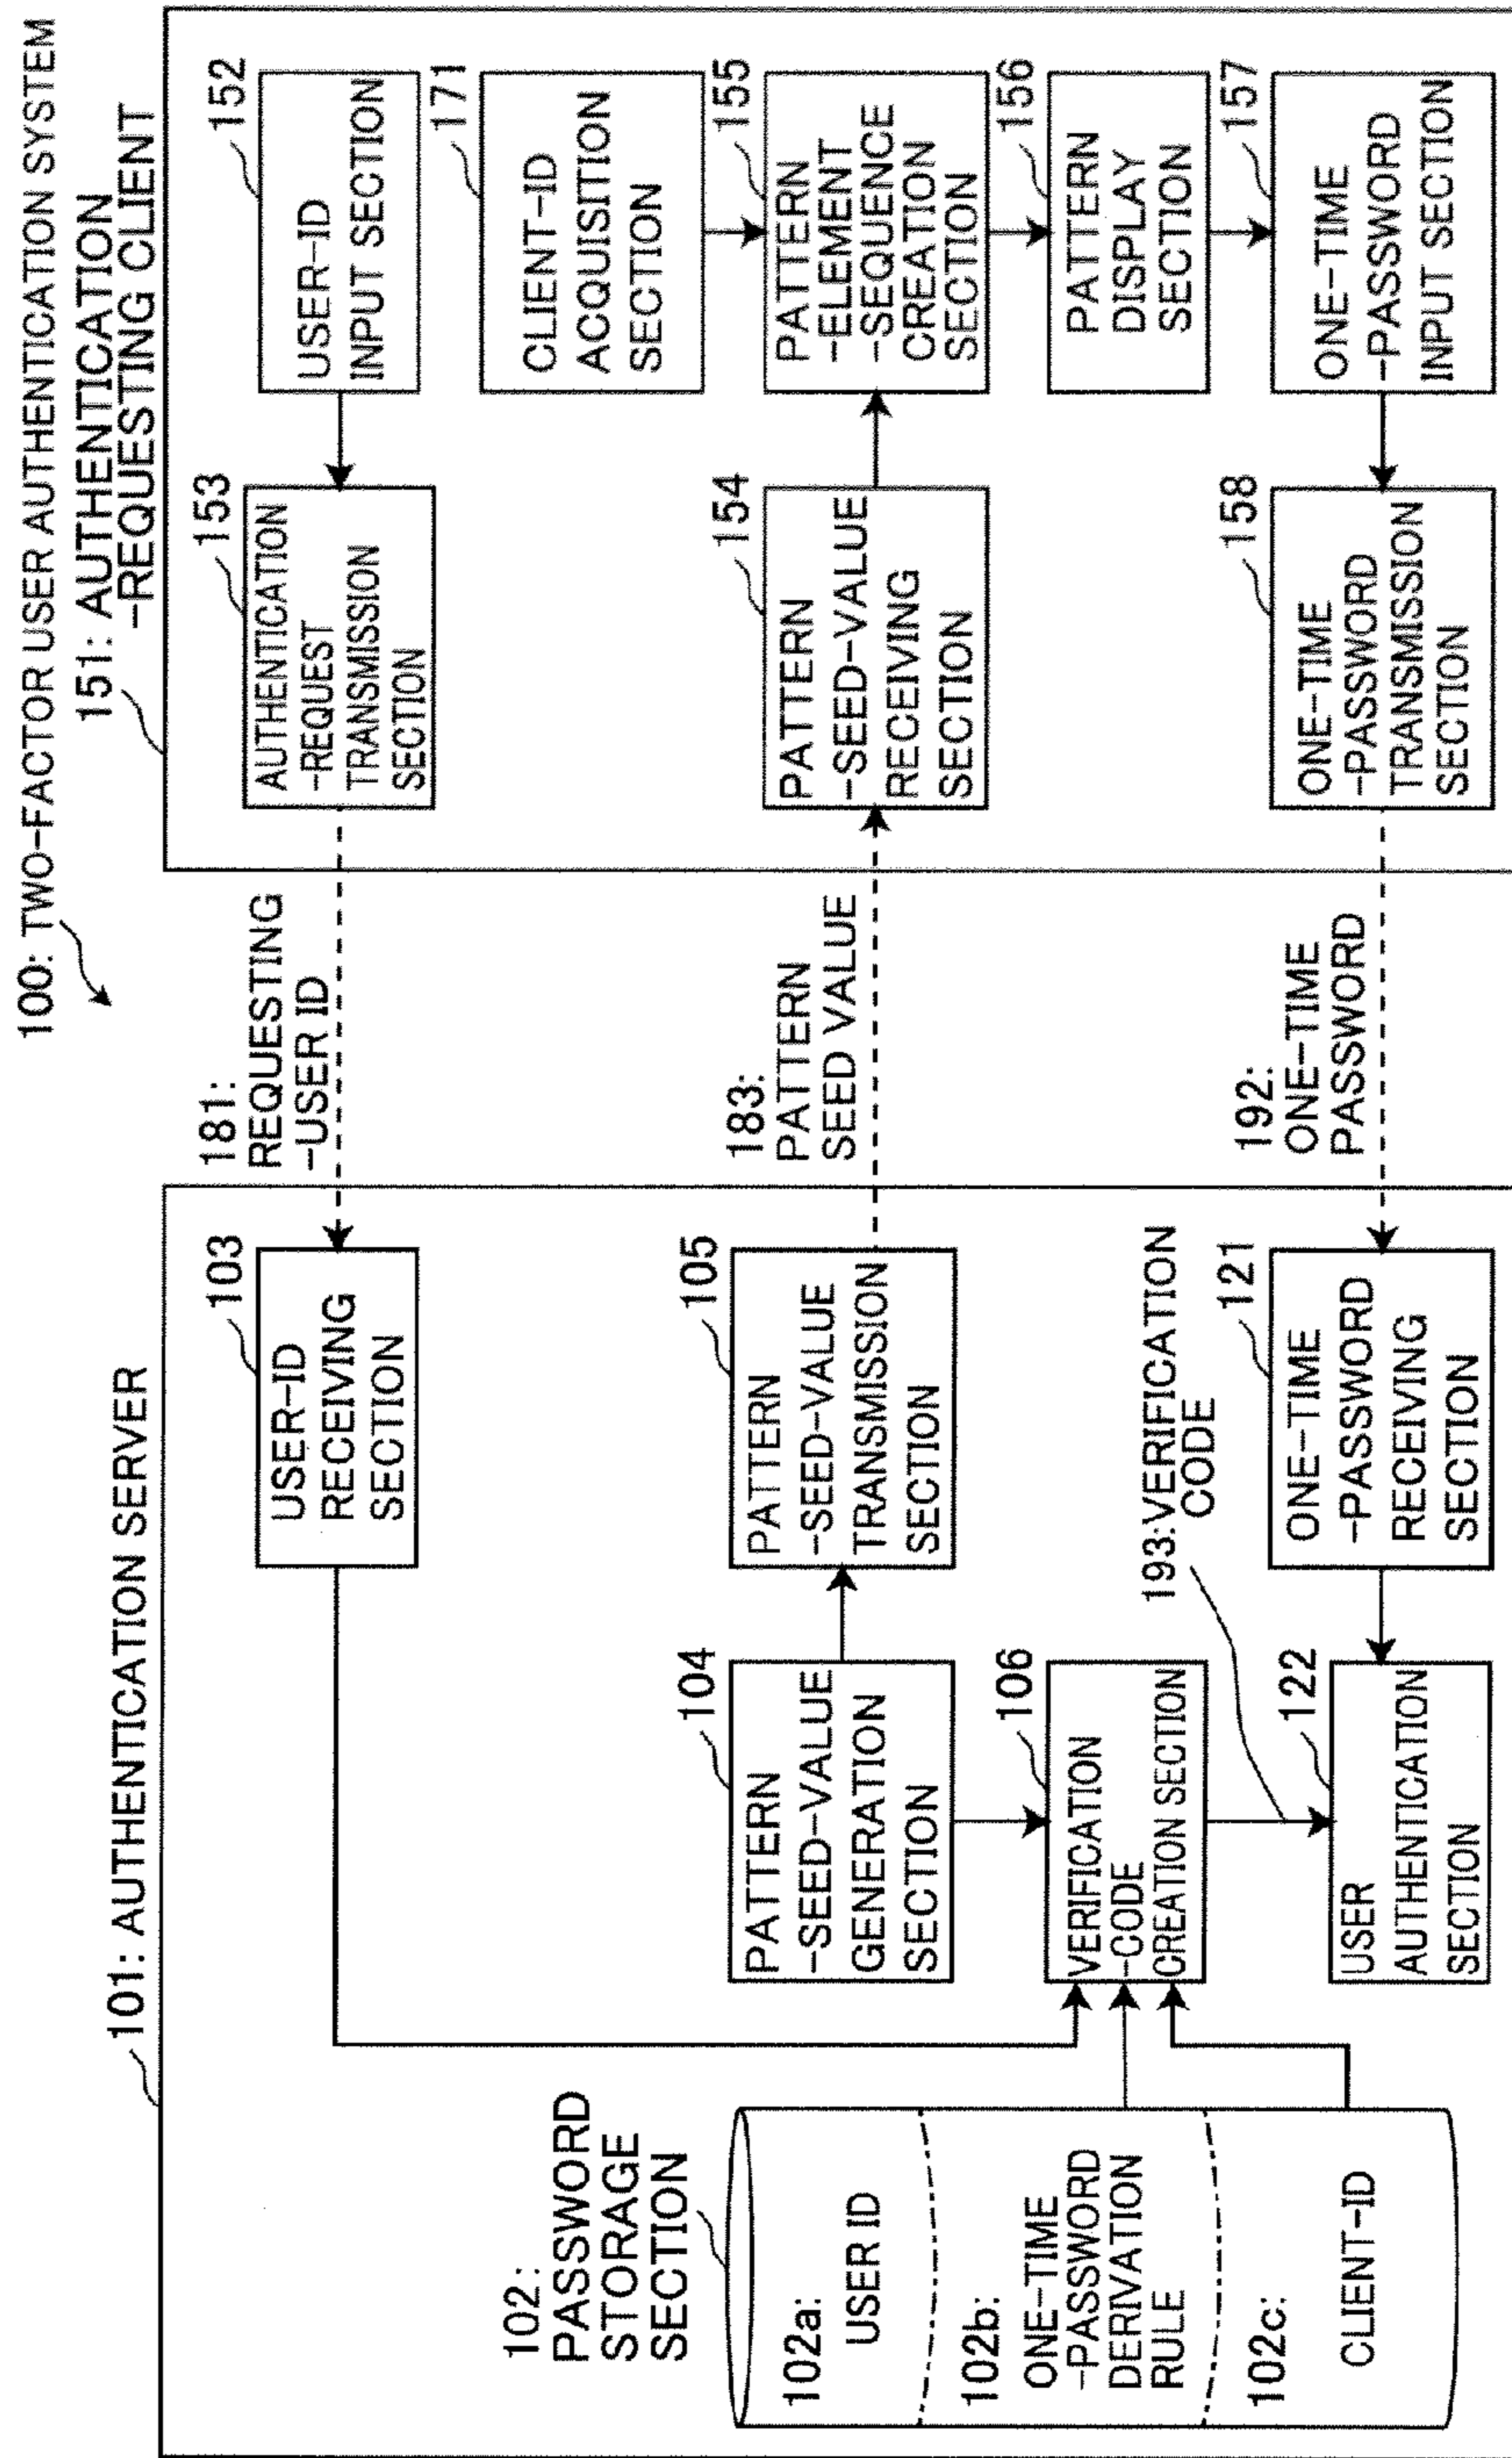 100: TWO-FACTOR USER AUTHENTICATION SYSTEM
101: AUTHENTICATION SERVER
151: AUTHENTICATION
-REQUESTING CLIENT
102:
PASSWORD
STORAGE
SECTION
102a:
USER ID
102b:
ONE-TIME
-PASSWORD
DERIVATION
RULE
102c:
CLIENT-ID
103
USER-ID
RECEIVING
SECTION
104
PATTERN
-SEED-VALUE
GENERATION
SECTION
105
PATTERN
-SEED-VALUE
TRANSMISSION
SECTION
106
VERIFICATION
-CODE
CREATION SECTION
193:VERIFICATION
CODE
122
USER
AUTHENTICATION
SECTION
121
ONE-TIME
-PASSWORD
RECEIVING
SECTION
181:
REQUESTING
-USER ID
183:
PATTERN
SEED VALUE
192:
ONE-TIME
PASSWORD
153
AUTHENTICATION
-REQUEST
TRANSMISSION
SECTION
152
USER-ID
INPUT SECTION
171
CLIENT-ID
ACQUISITION
SECTION
154
PATTERN
-SEED-VALUE
RECEIVING
SECTION
155
PATTERN
-ELEMENT
-SEQUENCE
CREATION
SECTION
156
PATTERN
DISPLAY
SECTION
158
ONE-TIME
-PASSWORD
TRANSMISSION
SECTION
157
ONE-TIME
-PASSWORD
INPUT SECTION